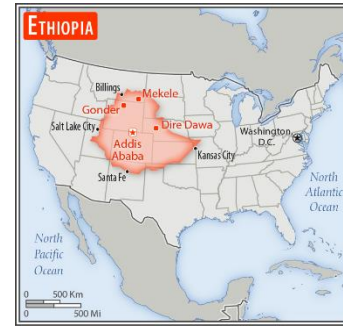 ETHIOPIA
Billings
Mekele
Gonder
Salt Lake City
Dire Dawa
Addis
Ababa
Washington
D.C.
Kansas City
Santa Fe
North
Atlantic
Ocean
North
Pacific
Ocean
0 500 Km
0 500 Mi